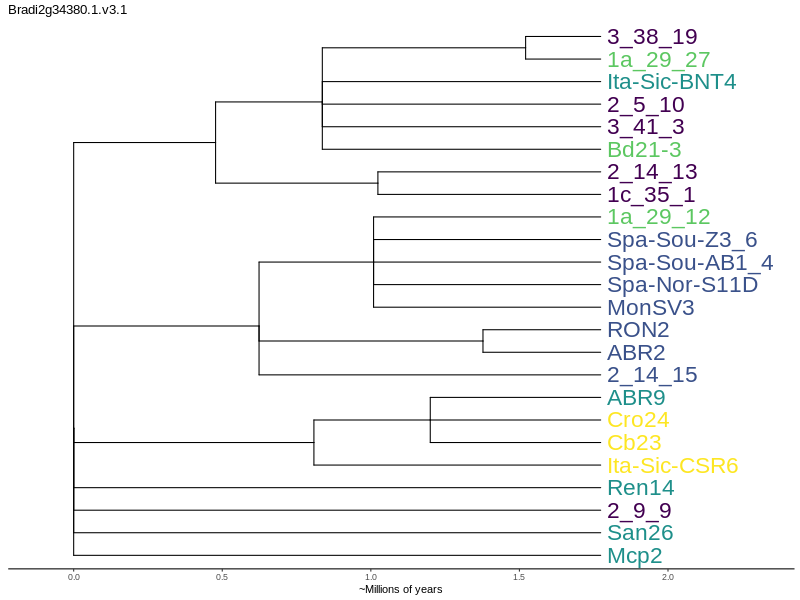 Bradi2g34380.1.v3.1
3_38_19
1a_29_27
Ita-Sic-BNT4
2_5_10
3_41_3
Bd21-3
2_14_13
1c_35_1
1a_29_12
Spa-Sou-Z3_6
Spa-Sou-AB1_4
Spa-Nor-S11D
MonSV3
RON2
ABR2
2_14_15
ABR9
Cro24
Cb23
Ita-Sic-CSR6
Ren14
2_9_9
San26
Mcp2
0.0 0.5 1.0 1.5 2.0
~Millions of years